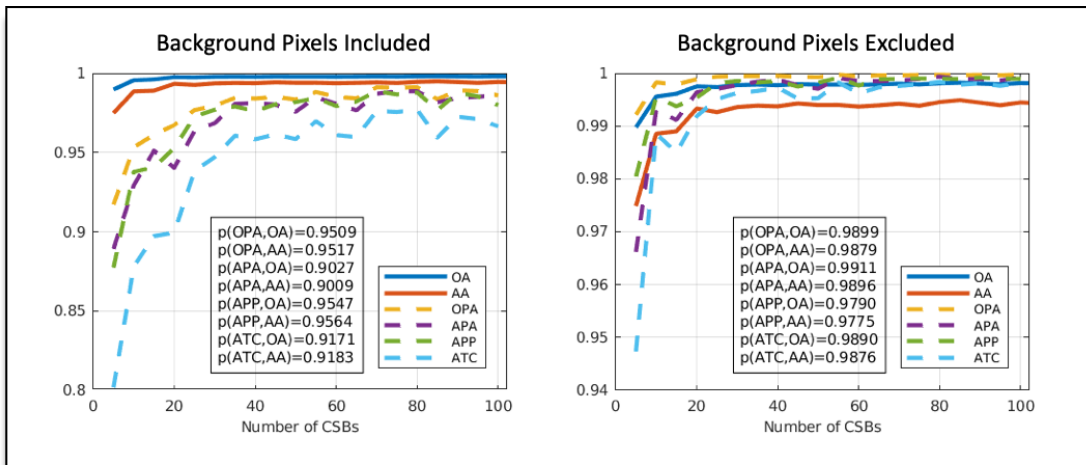 Background Pixels Included
1
0.95
0.9
0.85
0.8
0
20
40
60
80
100
Number of CSBs
p(OPA,OA)=0.9509
p(OPA,AA)=0.9517
p(APA,OA)=0.9027
p(APA,AA)=0.9009
p(APP,OA)=0.9547
p(APP,AA)=0.9564
p(ATC,OA)=0.9171
p(ATC,AA)=0.9183
OA
AA
OPA
APA
APP
ATC
Background Pixels Excluded
1
0.99
0.98
0.97
0.96
0.95
0.94
0
20
40
60
80
100
Number of CSBs
p(OPA,OA)=0.9899
p(OPA,AA)=0.9879
p(APA,OA)=0.9911
p(APA,AA)=0.9896
p(APP,OA)=0.9790
p(APP,AA)=0.9775
p(ATC,OA)=0.9890
p(ATC,AA)=0.9876
OA
AA
OPA
APA
APP
ATC